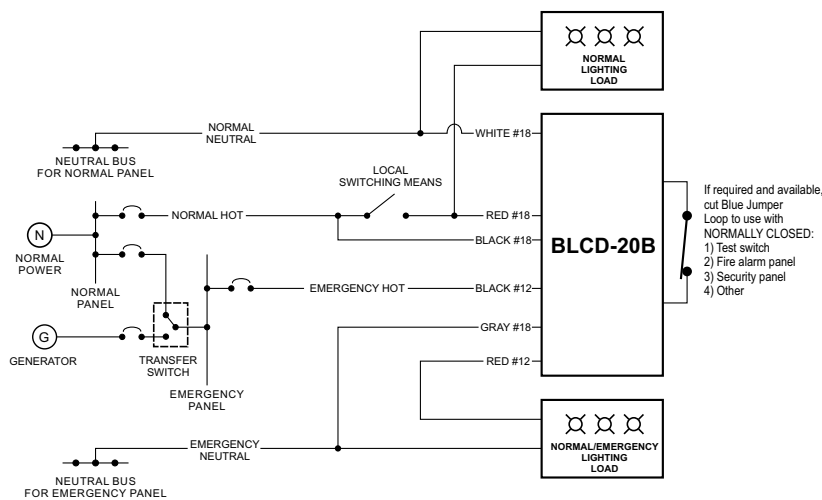 NORMAL
LIGHTING
LOAD
NORMAL
NEUTRAL
WHITE #18
NEUTRAL BUS
FOR NORMAL PANEL
LOCAL
SWITCHING MEANS
N
NORMAL
POWER
NORMAL HOT
RED #18
BLACK #18
BLCD-20B
If required and available,
cut Blue Jumper
Loop to use with
NORMALLY CLOSED:
1) Test switch
2) Fire alarm panel
3) Security panel
4) Other
NORMAL
PANEL
EMERGENCY HOT
BLACK #12
GRAY #18
G
GENERATOR
TRANSFER
SWITCH
RED #12
EMERGENCY
PANEL
EMERGENCY
NEUTRAL
NORMAL/EMERGENCY
LIGHTING
LOAD
NEUTRAL BUS
FOR EMERGENCY PANEL